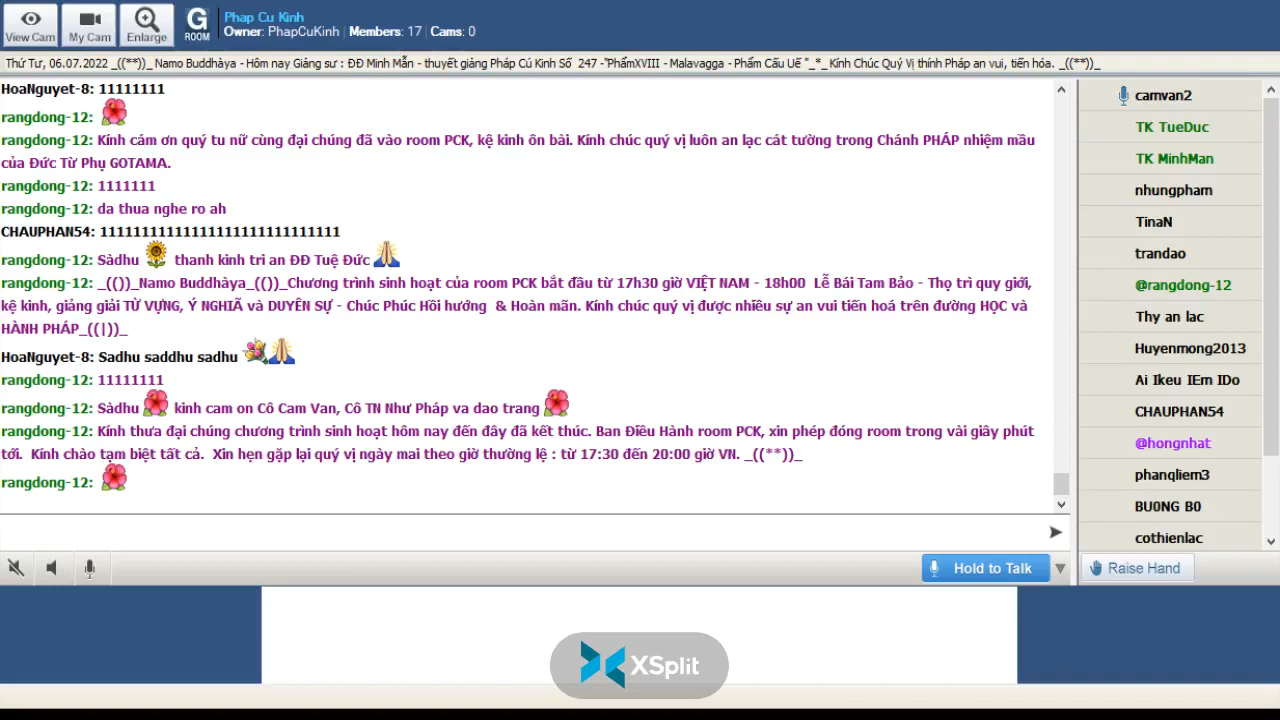 View Cam
My Cam
Enlarge
G
ROOM
Phap Cu Kinh
Owner: PhapCuKinh | Members: 17 | Cams: 0
Thứ Tư, 06.07.2022 _((**))_ Namo Buddhàya - Hôm nay Giảng sư : ĐĐ Minh Mẫn - thuyết giảng Pháp Cú Kinh Số 247 -"PhẩmXVIII - Malavagga - Phẩm Cấu Uế "_*_ Kính Chúc Quý Vị thính Pháp an vui, tiến hóa. _((**))_
HoaNguyet-8: 11111111
rangdong-12:
rangdong-12: Kính cám ơn quý tu nữ cùng đại chúng đã vào room PCK, kệ kinh ôn bài. Kính chúc quý vị luôn an lạc cát tường trong Chánh PHÁP nhiệm mầu
của Đức Từ Phụ GOTAMA.
rangdong-12: 1111111
rangdong-12: da thua nghe ro ah
CHAUPHAN54: 1111111111111111111111111111
rangdong-12: Sàdhu thanh kinh tri an ĐĐ Tuệ Đức
rangdong-12: _(())_Namo Buddhàya_(())_Chương trình sinh hoạt của room PCK bắt đầu từ 17h30 giờ VIỆT NAM - 18h00 Lễ Bái Tam Bảo - Thọ trì quy giới,
kệ kinh, giảng giải TỪ VỰNG, Ý NGHĨÃ và DUYÊN SỰ - Chúc Phúc Hồi hướng & Hoàn mãn. Kính chúc quý vị được nhiều sự an vui tiến hoá trên đường HỌC và
HÀNH PHÁP_((|))_
HoaNguyet-8: Sadhu saddhu sadhu
rangdong-12: 11111111
rangdong-12: Sàdhu kinh cam on Cô Cam Van, Cô TN Như Pháp va dao trang
rangdong-12: Kính thưa đại chúng chương trình sinh hoạt hôm nay đến đây đã kết thúc. Ban Điều Hành room PCK, xin phép đóng room trong vài giây phút
tới. Kính chào tạm biệt tất cả. Xin hẹn gặp lại quý vị ngày mai theo giờ thường lệ : từ 17:30 đến 20:00 giờ VN. _((**))_
rangdong-12:
camvan2
TK TueDuc
TK MinhMan
nhungpham
TinaN
trandao
@rangdong-12
Thy an lac
Huyenmong2013
Ai Ikeu IEm IDo
CHAUPHAN54
@hongnhat
phanqliem3
BU0NG B0
cothienlac
Hold to Talk
Raise Hand
XSplit